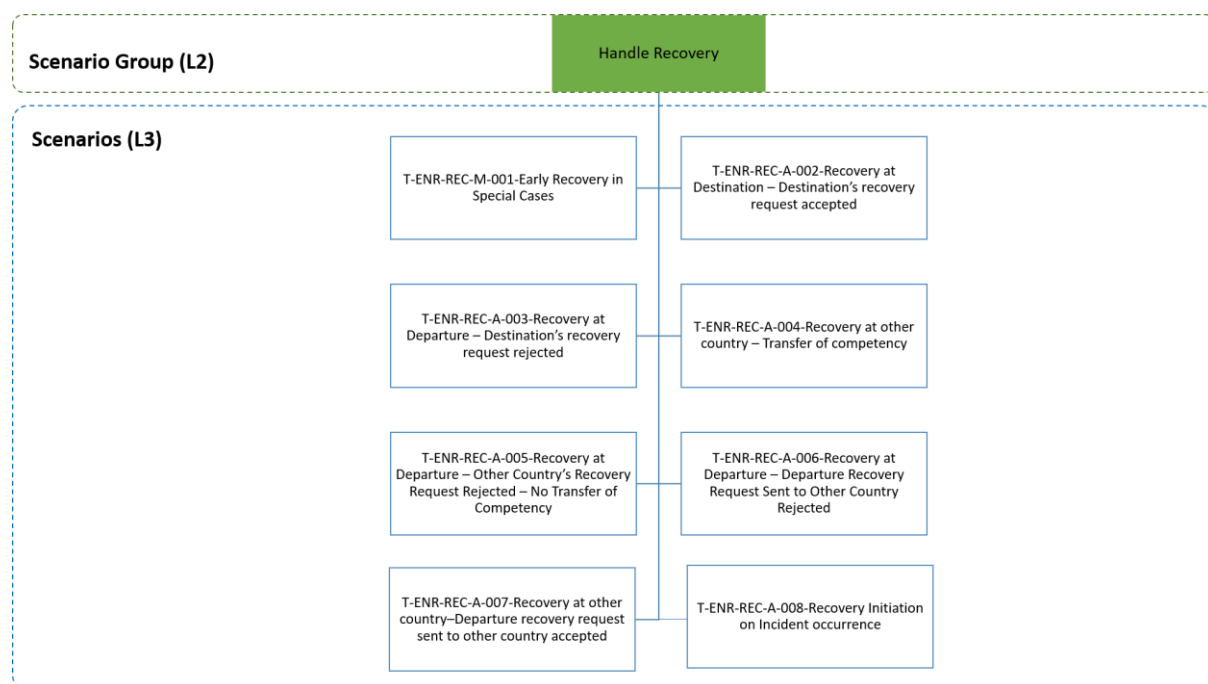 Handle Recovery
Scenario Group (L2)
Scenarios (L3)
T-ENR-REC-M-001-Early Recovery in
Special Cases
T-ENR-REC-A-002-Recovery at
Destination – Destination’s recovery
request accepted
T-ENR-REC-A-003-Recovery at
Departure – Destination’s recovery
request rejected
T-ENR-REC-A-004-Recovery at other
country – Transfer of competency
T-ENR-REC-A-005-Recovery at
Departure – Other Country’s Recovery
Request Rejected – No Transfer of
Competency
T-ENR-REC-A-006-Recovery at
Departure – Departure Recovery
Request Sent to Other Country
Rejected
T-ENR-REC-A-007-Recovery at other
country–Departure recovery request
sent to other country accepted
T-ENR-REC-A-008-Recovery Initiation
on Incident occurrence